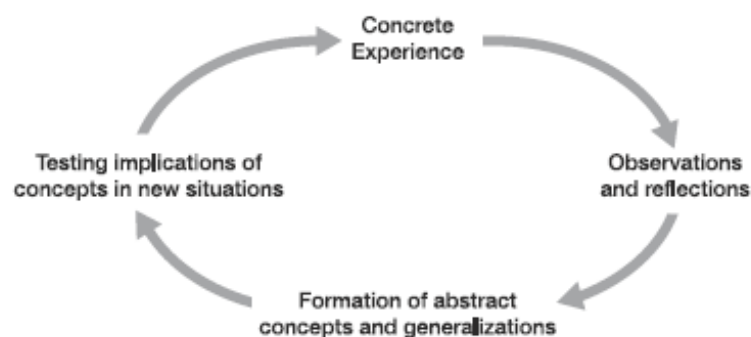 Concrete
Experience
Testing implications of
concepts in new situations
Observations
and reflections
Formation of abstract
concepts and generalizations